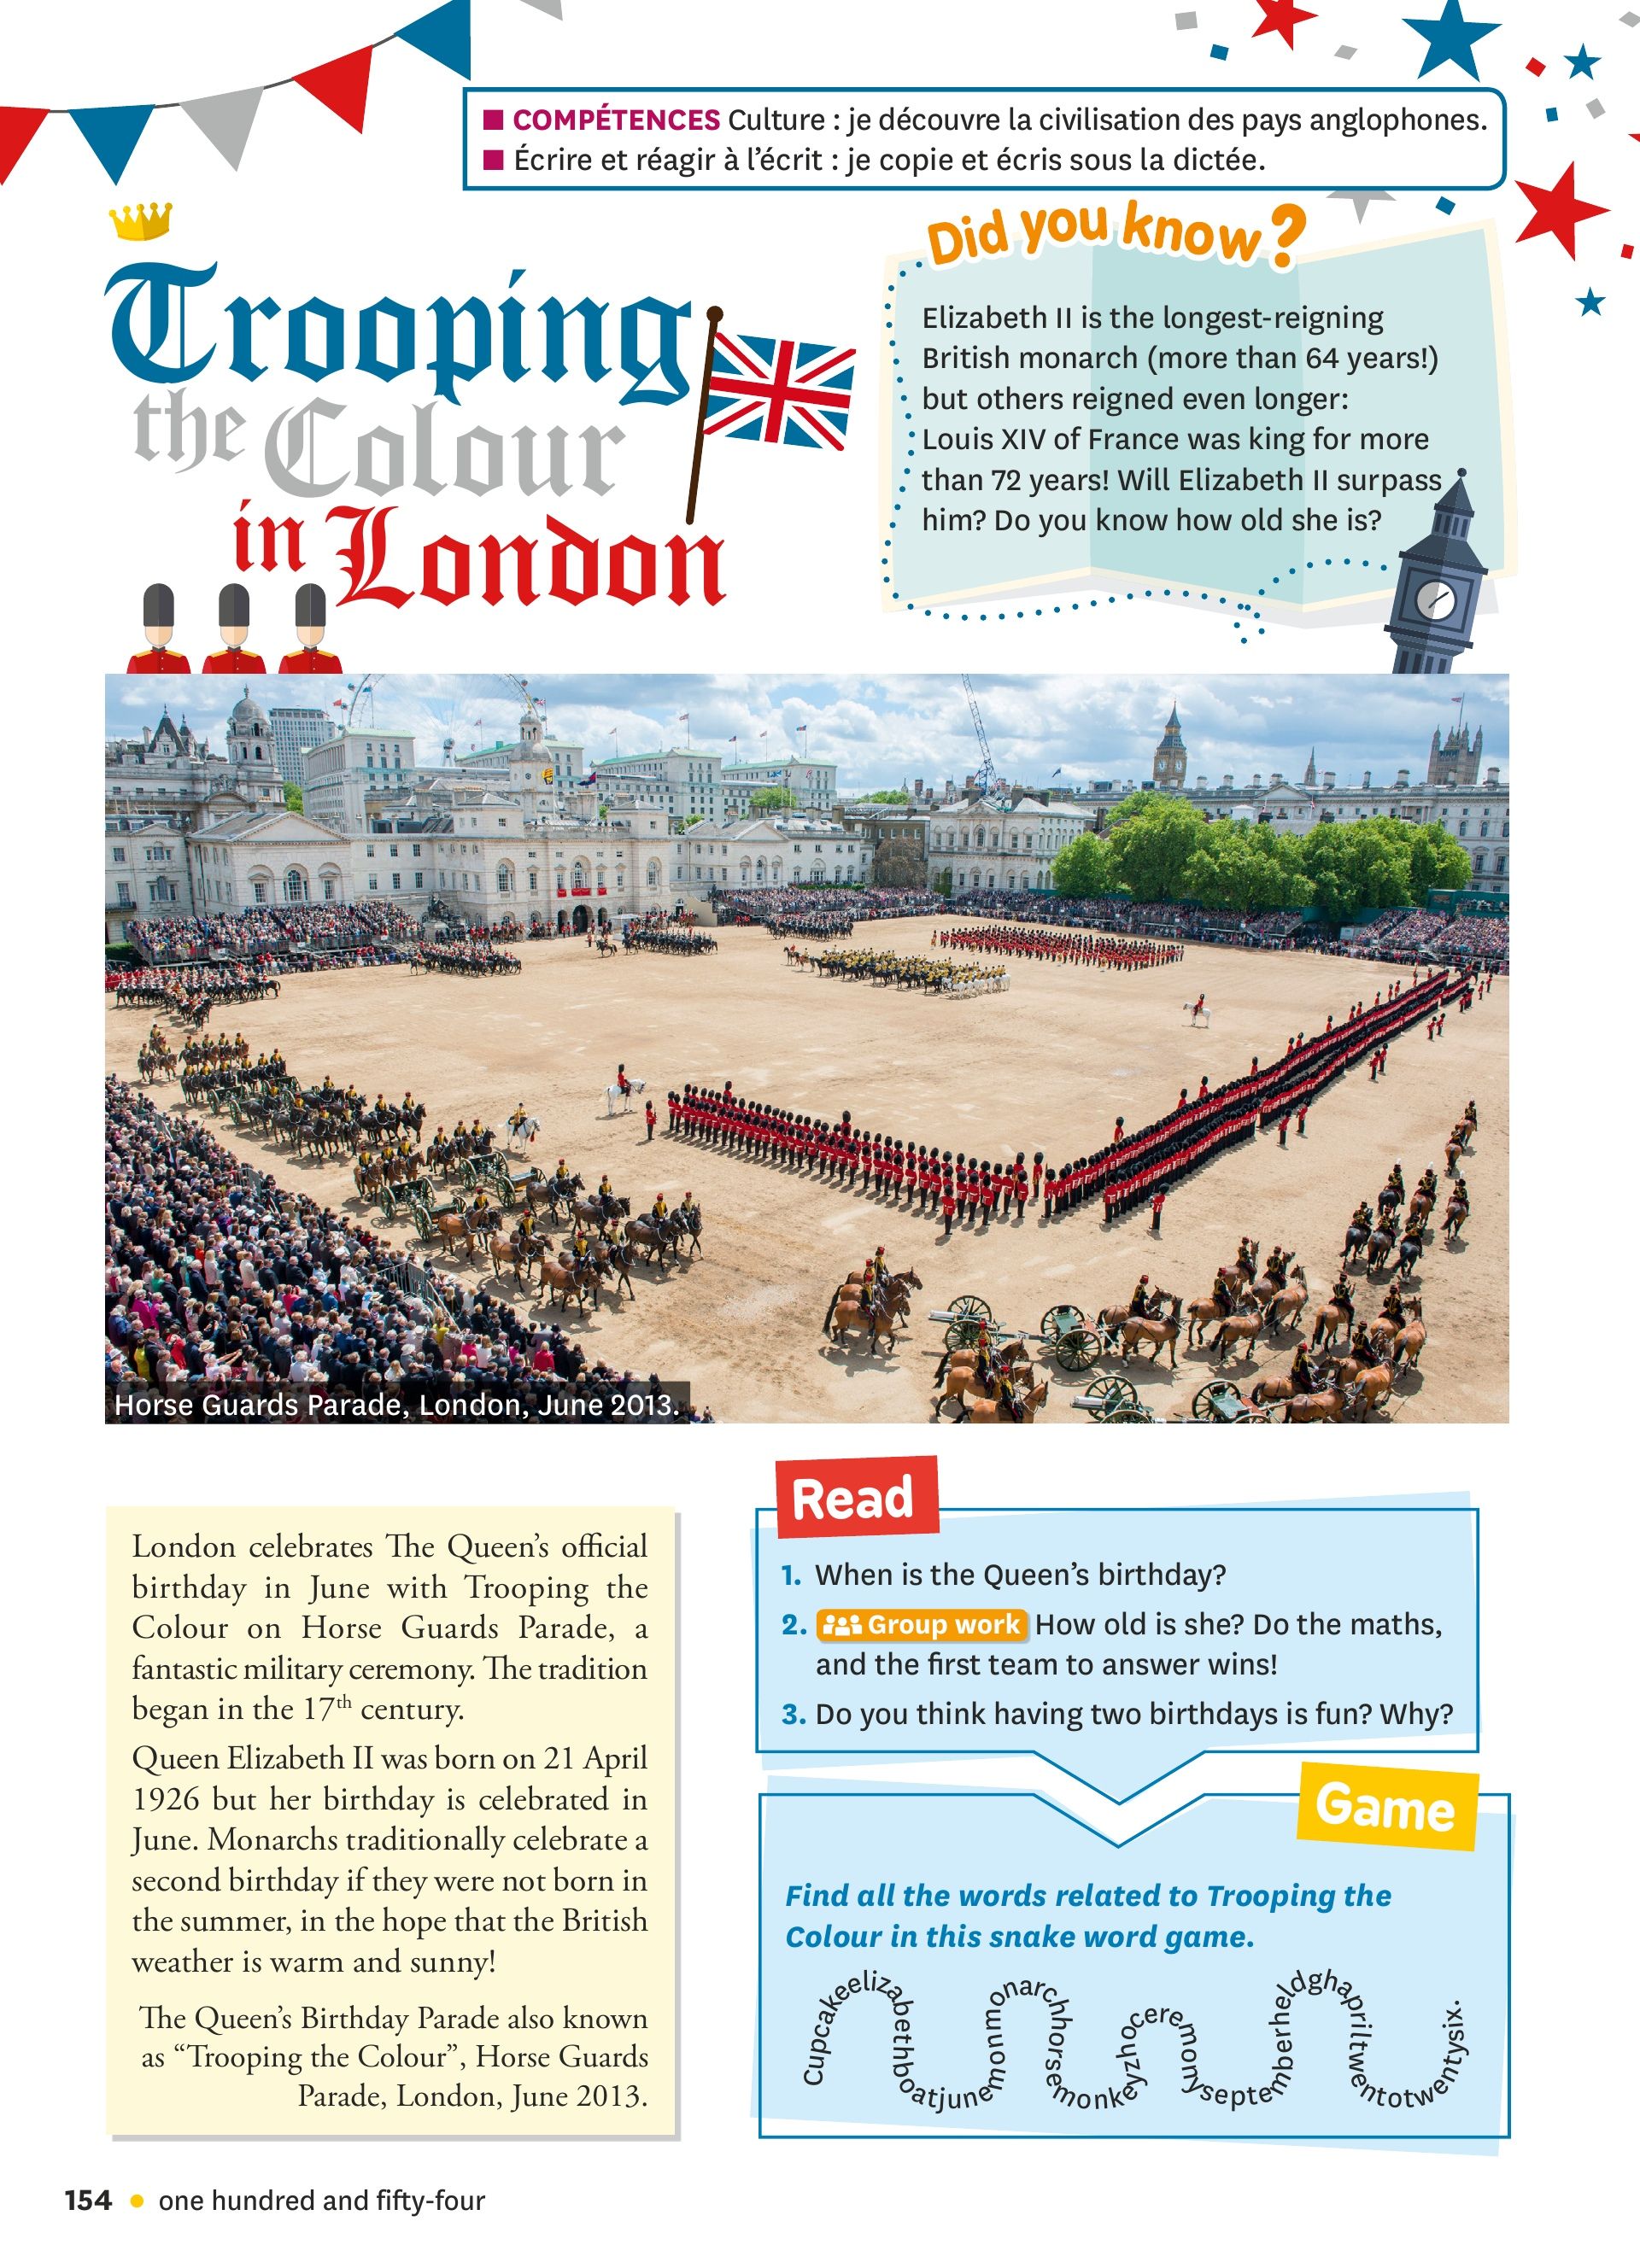 ■ COMPÉTENCES Culture : je découvre la civilisation des pays anglophones.
■ Écrire et réagir à l’écrit : je copie et écris sous la dictée.
Trooping
the Colour
in London
Did you know?
Elizabeth II is the longest-reigning
British monarch (more than 64 years!)
but others reigned even longer:
Louis XIV of France was king for more
than 72 years! Will Elizabeth II surpass
him? Do you know how old she is?
Horse Guards Parade, London, June 2013.
London celebrates The Queen’s official
birthday in June with Trooping the
Colour on Horse Guards Parade, a
fantastic military ceremony. The tradition
began in the 17th century.
Queen Elizabeth II was born on 21 April
1926 but her birthday is celebrated in
June. Monarchs traditionally celebrate a
second birthday if they were not born in
the summer, in the hope that the British
weather is warm and sunny!
The Queen’s Birthday Parade also known
as “Trooping the Colour”, Horse Guards
Parade, London, June 2013.
Read
1. When is the Queen’s birthday?
2. Group work How old is she? Do the maths,
and the first team to answer wins!
3. Do you think having two birthdays is fun? Why?
Game
Find all the words related to Trooping the
Colour in this snake word game.
Cupcakeelizabethboatjunemonmonarchhorsemonkeyzhoceremonyseptemberheldghapriltwentotwentysix.
154 • one hundred and fifty-four